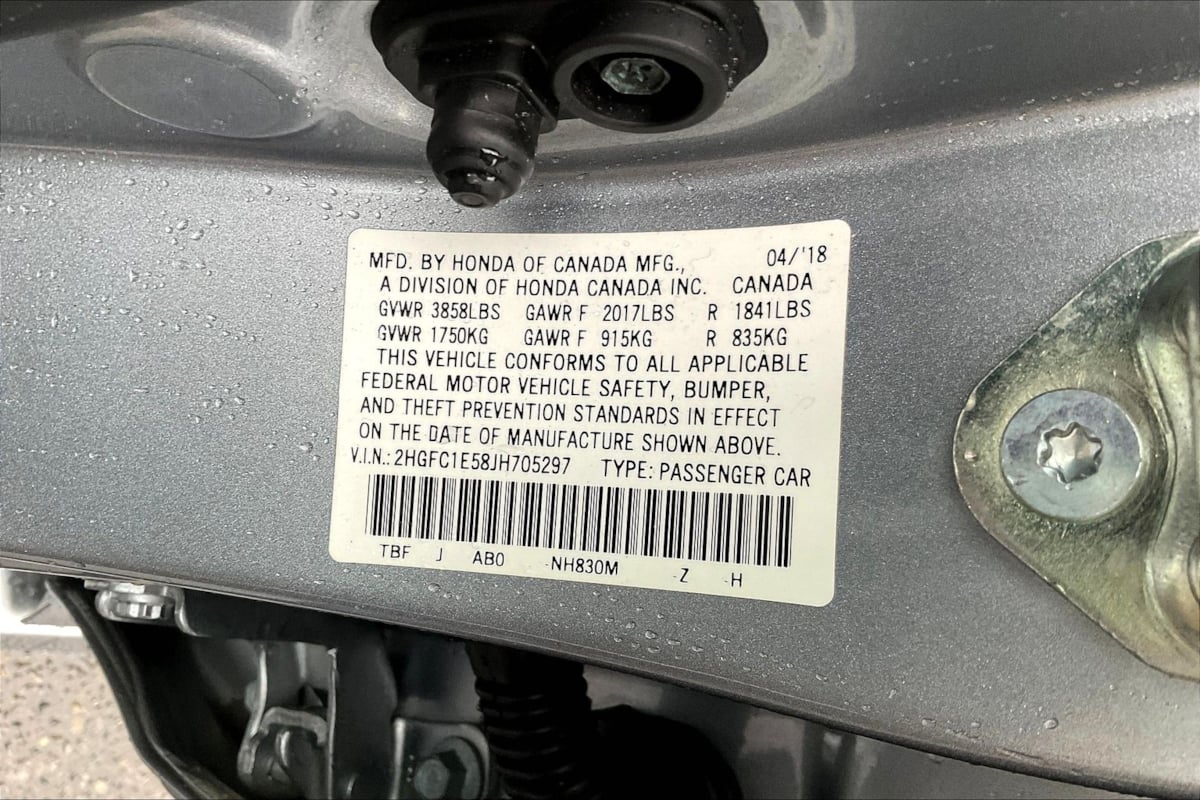 MFD. BY HONDA OF CANADA MFG., 04/'18
A DIVISION OF HONDA CANADA INC. CANADA
GVWR 3858LBS GAWR F 2017LBS R 1841LBS
GVWR 1750KG GAWR F 915KG R 835KG
THIS VEHICLE CONFORMS TO ALL APPLICABLE
FEDERAL MOTOR VEHICLE SAFETY, BUMPER,
AND THEFT PREVENTION STANDARDS IN EFFECT
ON THE DATE OF MANUFACTURE SHOWN ABOVE.
V.I.N.: 2HGFC1E58JH705297 TYPE: PASSENGER CAR
TBF J AB0 -NH830M -Z -H